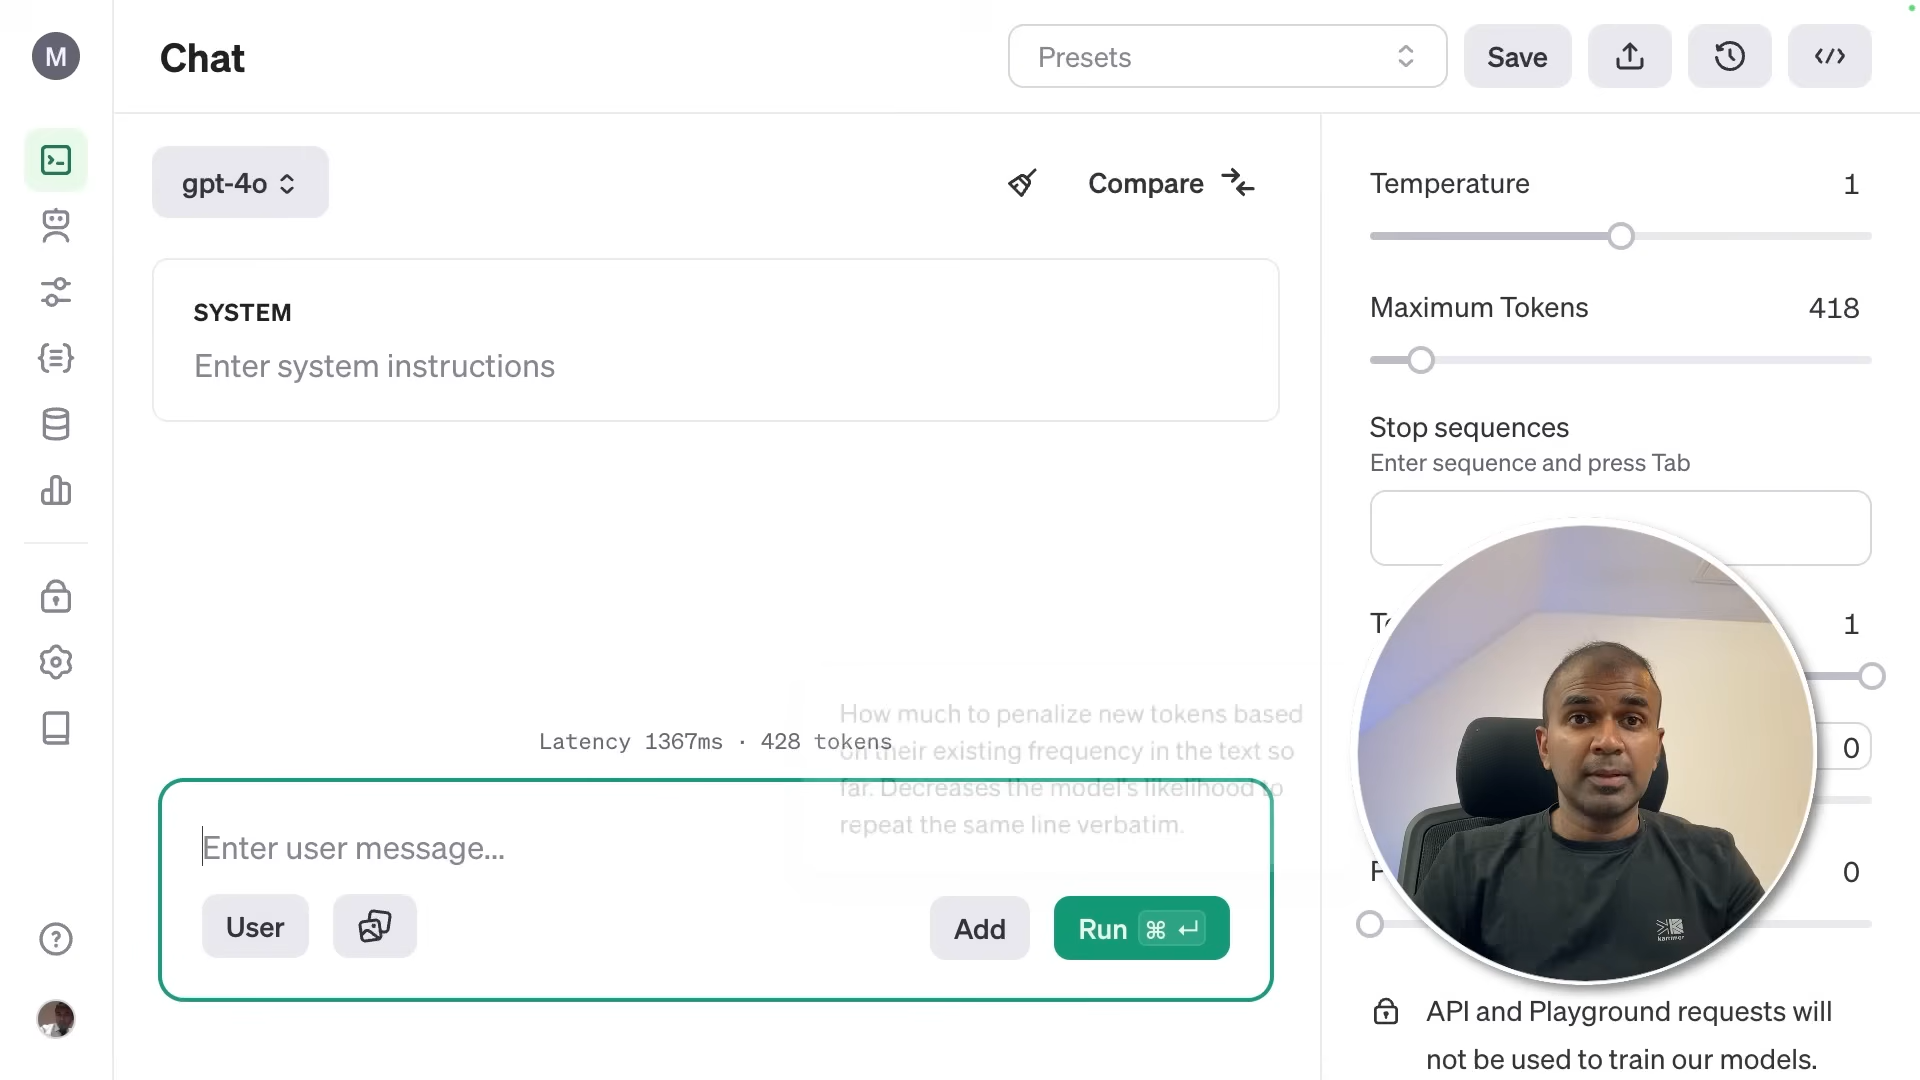 M
Chat
Presets
Save
gpt-4o
Compare
SYSTEM
Enter system instructions
Temperature
1
Maximum Tokens
418
Stop sequences
Enter sequence and press Tab
1
How much to penalize new tokens based
on their existing frequency in the text so
far. Decreases the model's likelihood to
repeat the same line verbatim.
Latency 1367ms · 428 tokens
0
Enter user message...
0
User
Add
Run ⌘ ↵
API and Playground requests will
not be used to train our models.